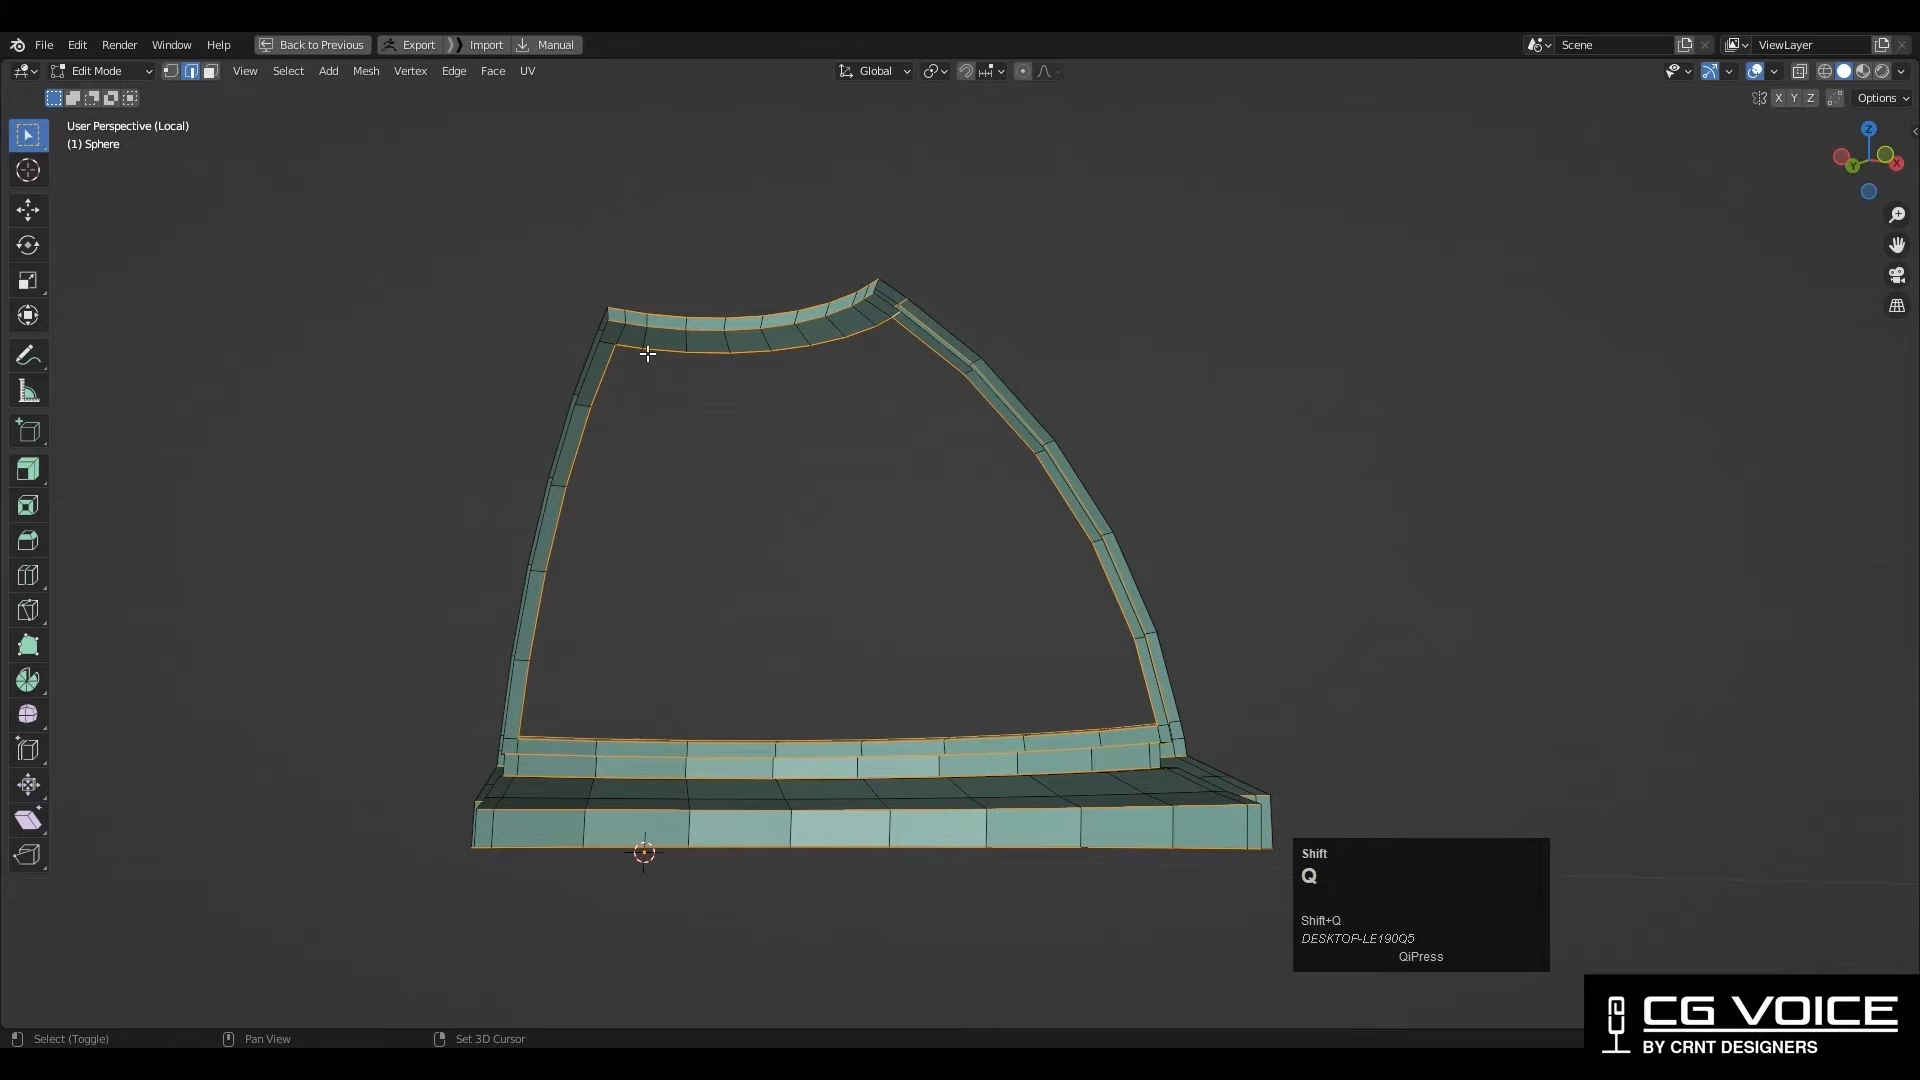 File Edit Render Window Help Back to Previous Export Import Manual Scene ViewLayer
Edit Mode View Select Add Mesh Vertex Edge Face UV Global
X Y Z Options
User Perspective (Local)
(1) Sphere
Z
Y
X
Shift
Q
Shift+Q
DESKTOP-LE190Q5
QiPress
CG VOICE
BY CRNT DESIGNERS
Select (Toggle) Pan View Set 3D Cursor